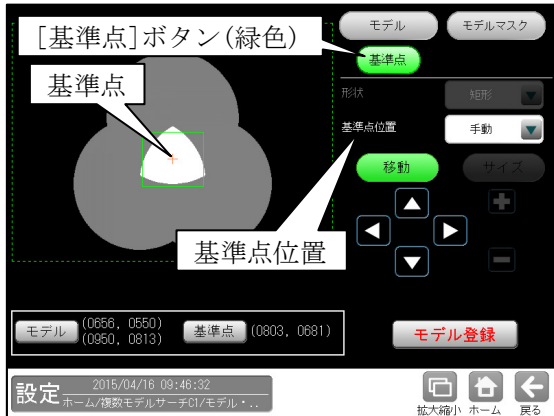 [基準点]ボタン(緑色)
基準点
基準点位置
モデル
モデルマスク
基準点
形状
矩形
基準点位置
手動
移動
サイズ
モデル (0656, 0550)
(0950, 0813)
基準点 (0803, 0681)
モデル登録
設定
2015/04/16 09:46:32
ホーム/複数モデルサーチC1/モデル・..
拡大縮小
ホーム
戻る